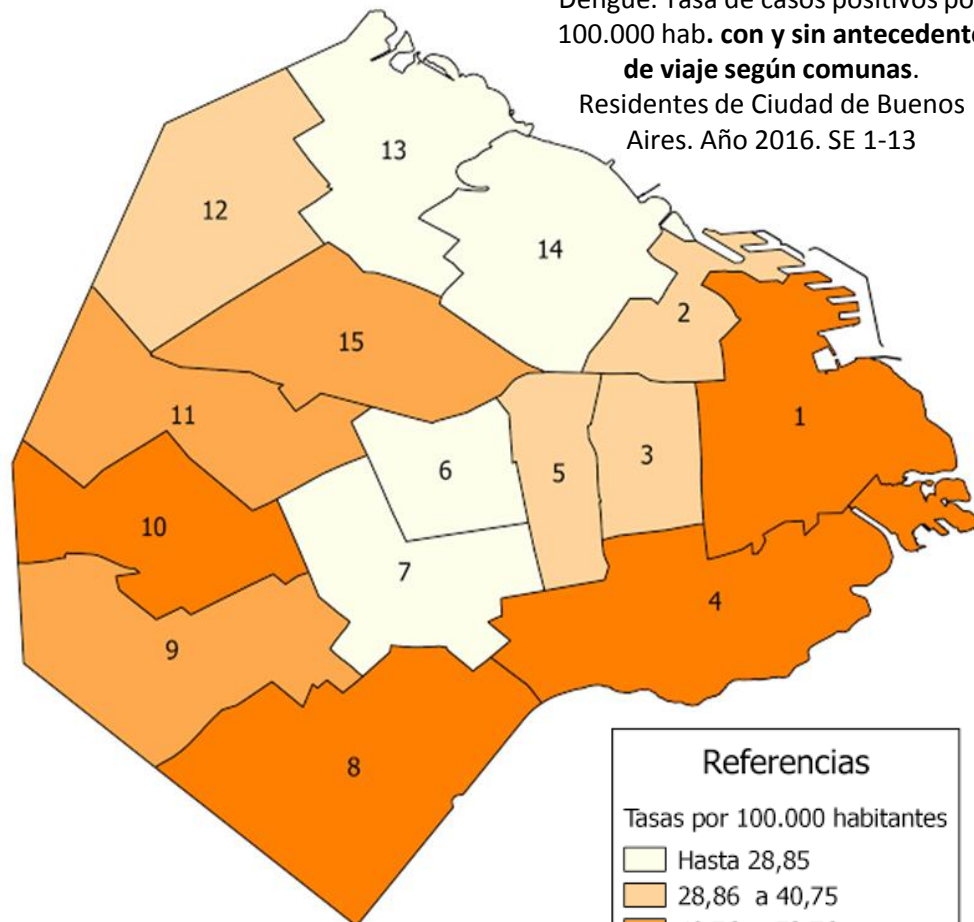 Dengue. Tasa de casos positivos por
100.000 hab. con y sin antecedente
de viaje según comunas.
Residentes de Ciudad de Buenos
Aires. Año 2016. SE 1-13
13
12
14
2
15
1
11
6
5
3
10
7
4
9
8
Referencias
Tasas por 100.000 habitantes
Hasta 28,85
28,86 a 40,75